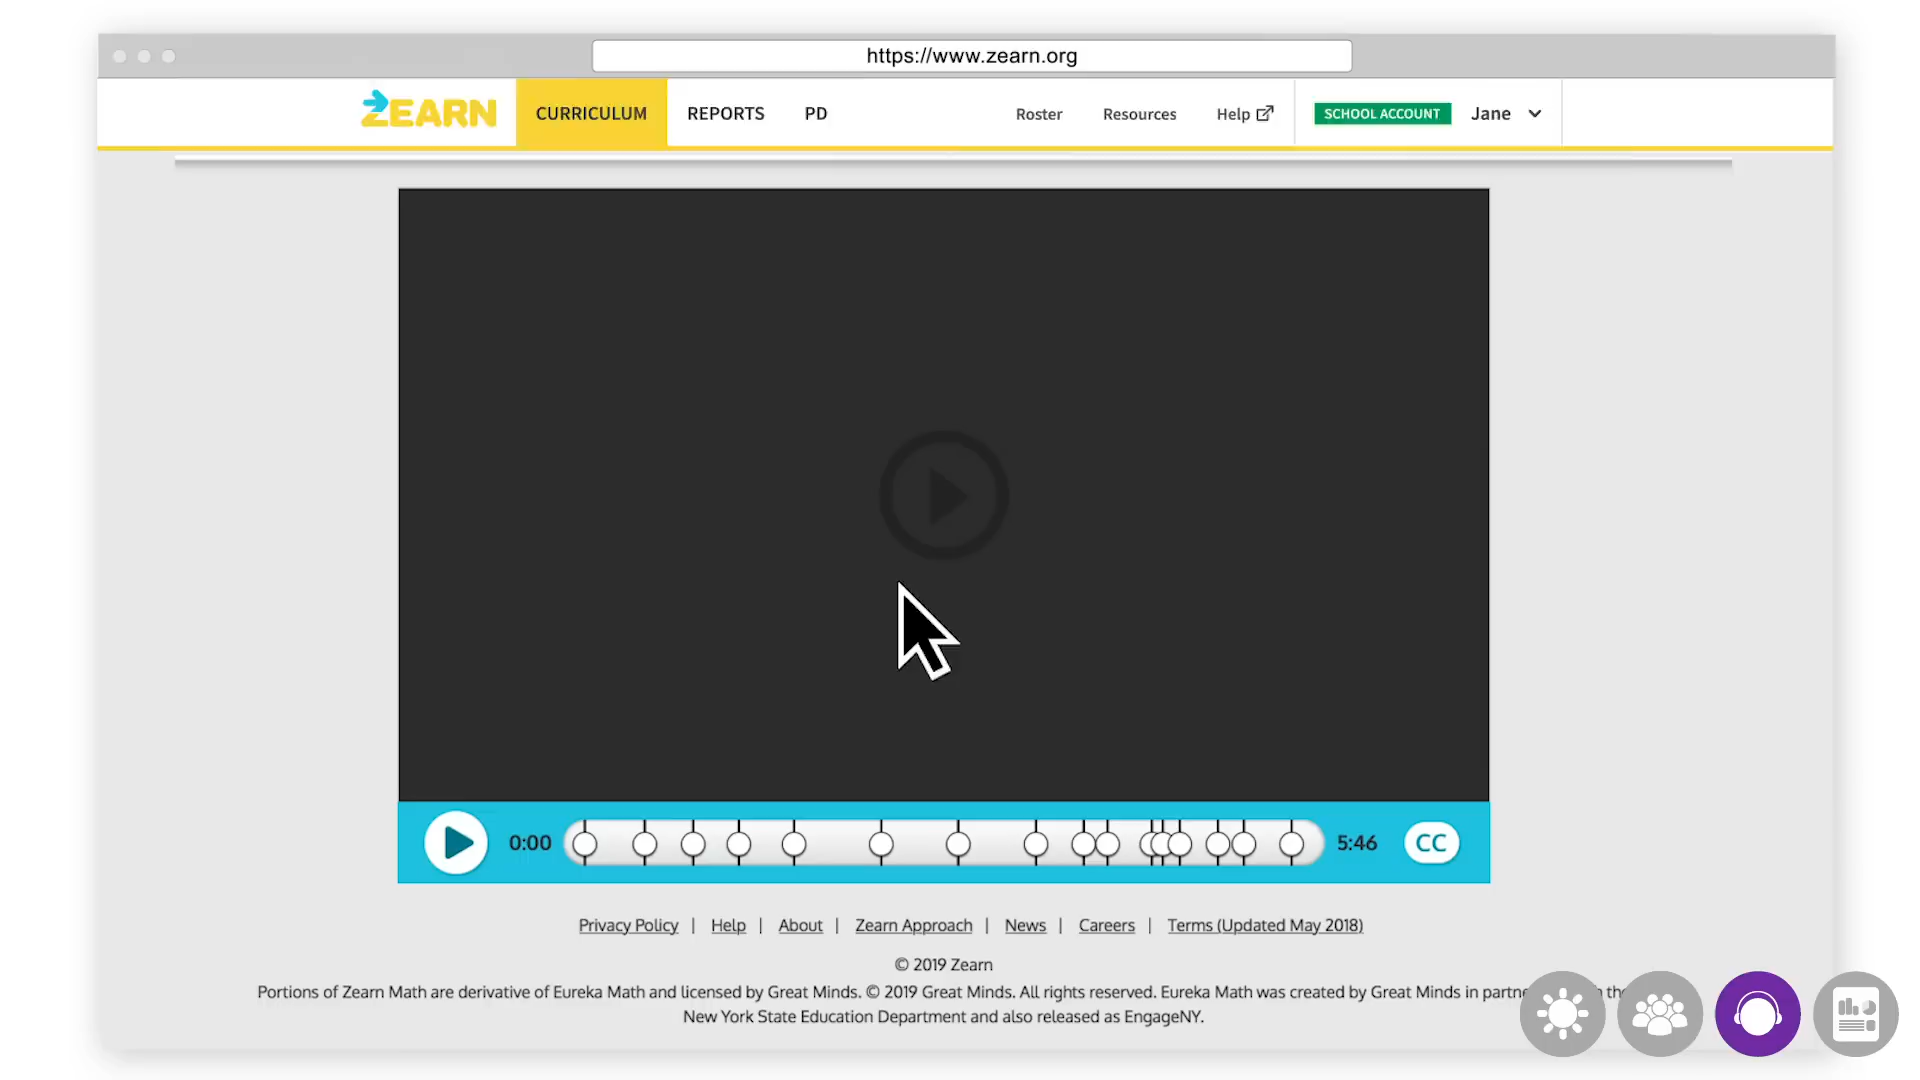 https://www.zearn.org
ZEARN CURRICULUM REPORTS PD Roster Resources Help SCHOOL ACCOUNT Jane
0:00 5:46 CC
Privacy Policy | Help | About | Zearn Approach | News | Careers | Terms (Updated May 2018)
© 2019 Zearn
Portions of Zearn Math are derivative of Eureka Math and licensed by Great Minds. © 2019 Great Minds. All rights reserved. Eureka Math was created by Great Minds in
New York State Education Department and also released as EngageNY.